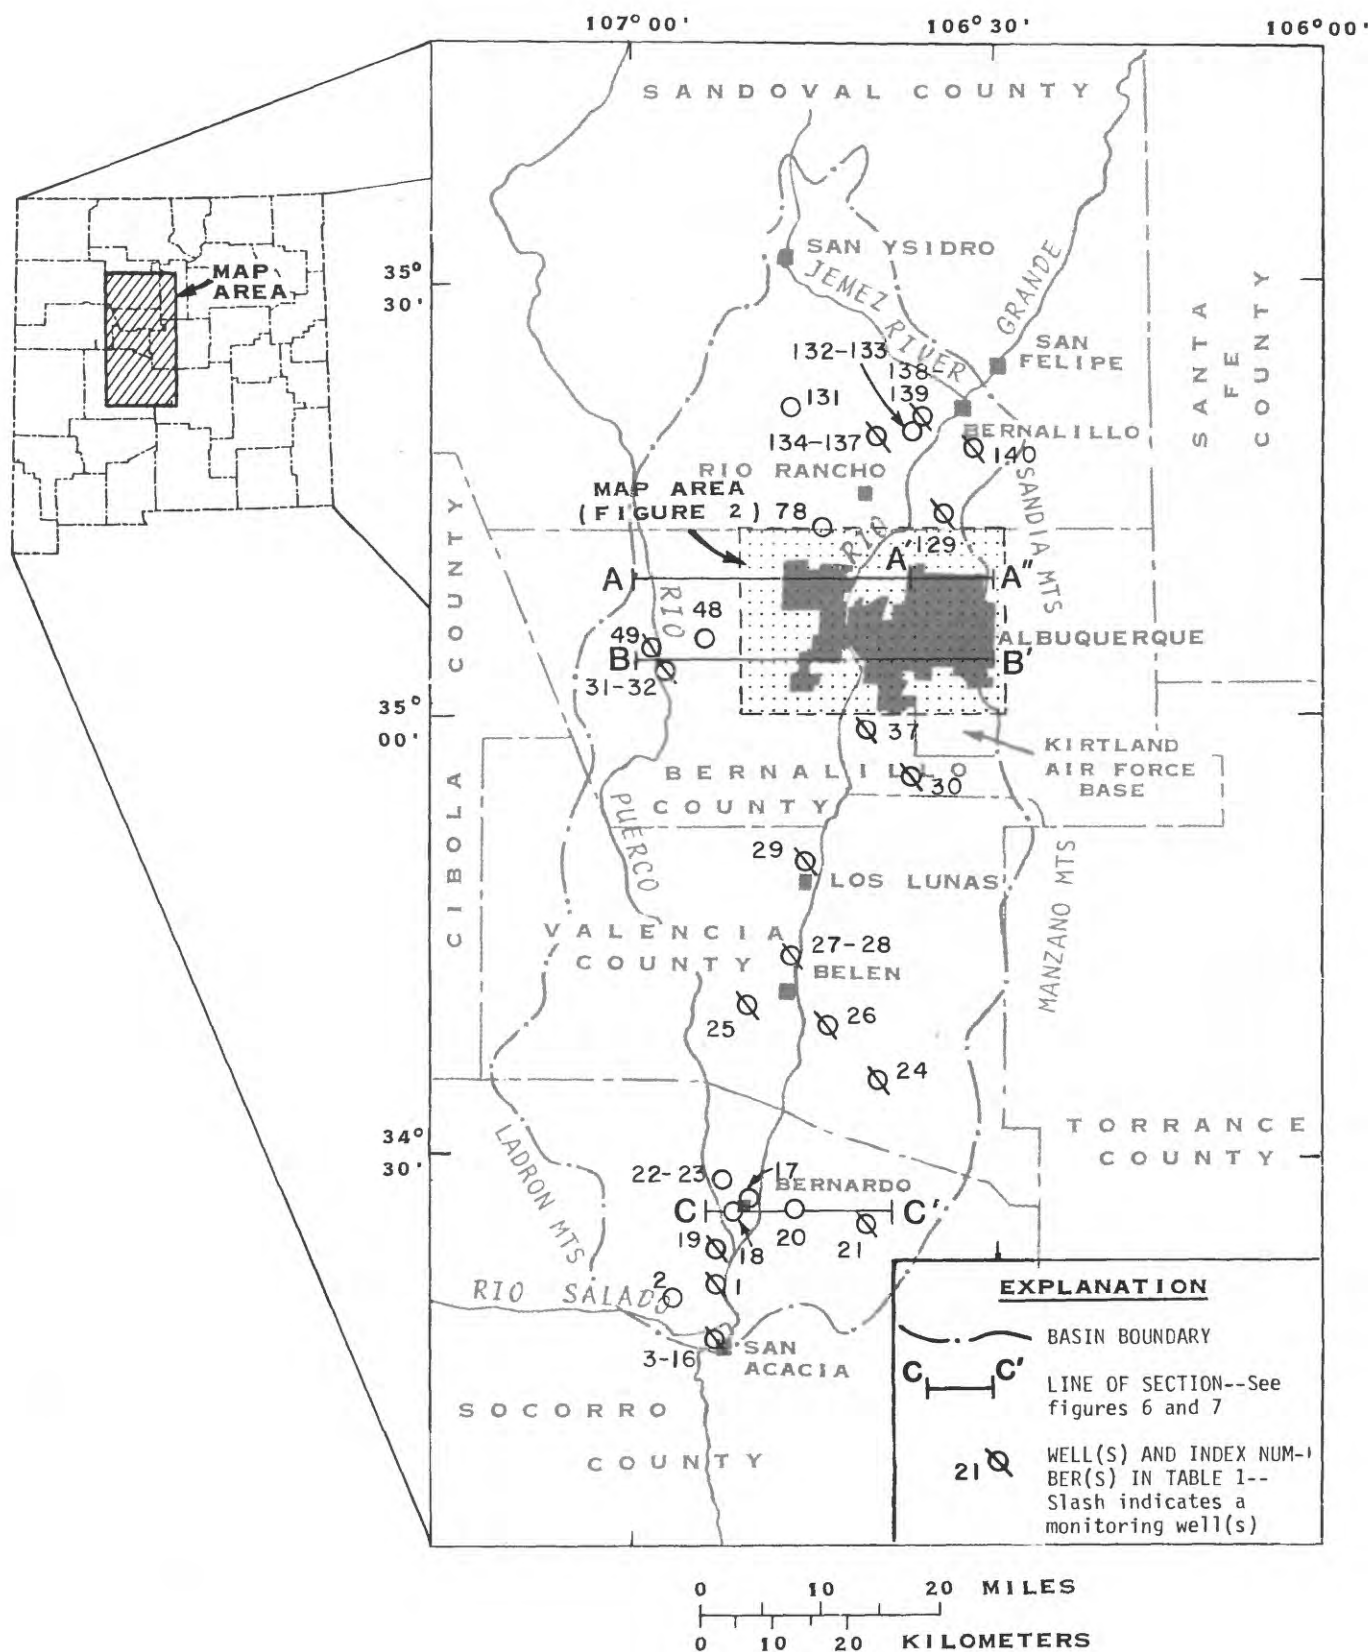 107° 00'
106° 30'
106° 00'
SANDOVAL COUNTY
SAN YSIDRO
JEMEZ RIVER
GRANDE
35°
30'
MAP
AREA
SAN
FELIPE
SANTA
FE
COUNTY
132-133
138-
139
131
134-137
BERNALILLO
140
RIO RANCHO
SANDIA MTS
MAP AREA
(FIGURE 2)
78
RIO
129
A
A'
A"
RIO
48
49
ALBUQUERQUE
B
B'
31-32
COUNTY
35°
00'
37
KIRTLAND
AIR FORCE
BASE
BERNALILLO
COUNTY
30
PUERCO
CIBOLA
29
LOS LUNAS
MANZANO MTS
VALENCIA
COUNTY
27-28
BELEN
25
26
24
TORRANCE
COUNTY
34°
30'
LADRON MTS
22-23
17
BERNARDO
C
C'
18
20
21
19
2
1
RIO SALADO
3-16
SAN
ACACIA
SOCORRO
COUNTY
EXPLANATION
BASIN BOUNDARY
C C'
LINE OF SECTION--See
figures 6 and 7
21
WELL(S) AND INDEX NUM-
BER(S) IN TABLE 1--
Slash indicates a
monitoring well(s)
0 10 20 MILES
0 10 20 KILOMETERS